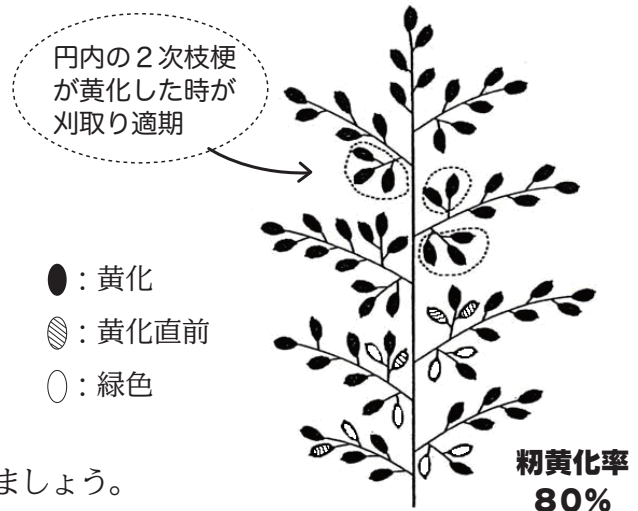 円内の２次枝梗
が黄化した時が
刈取り適期
：黄化
：黄化直前
：緑色
ましょう。
籾黄化率
80%